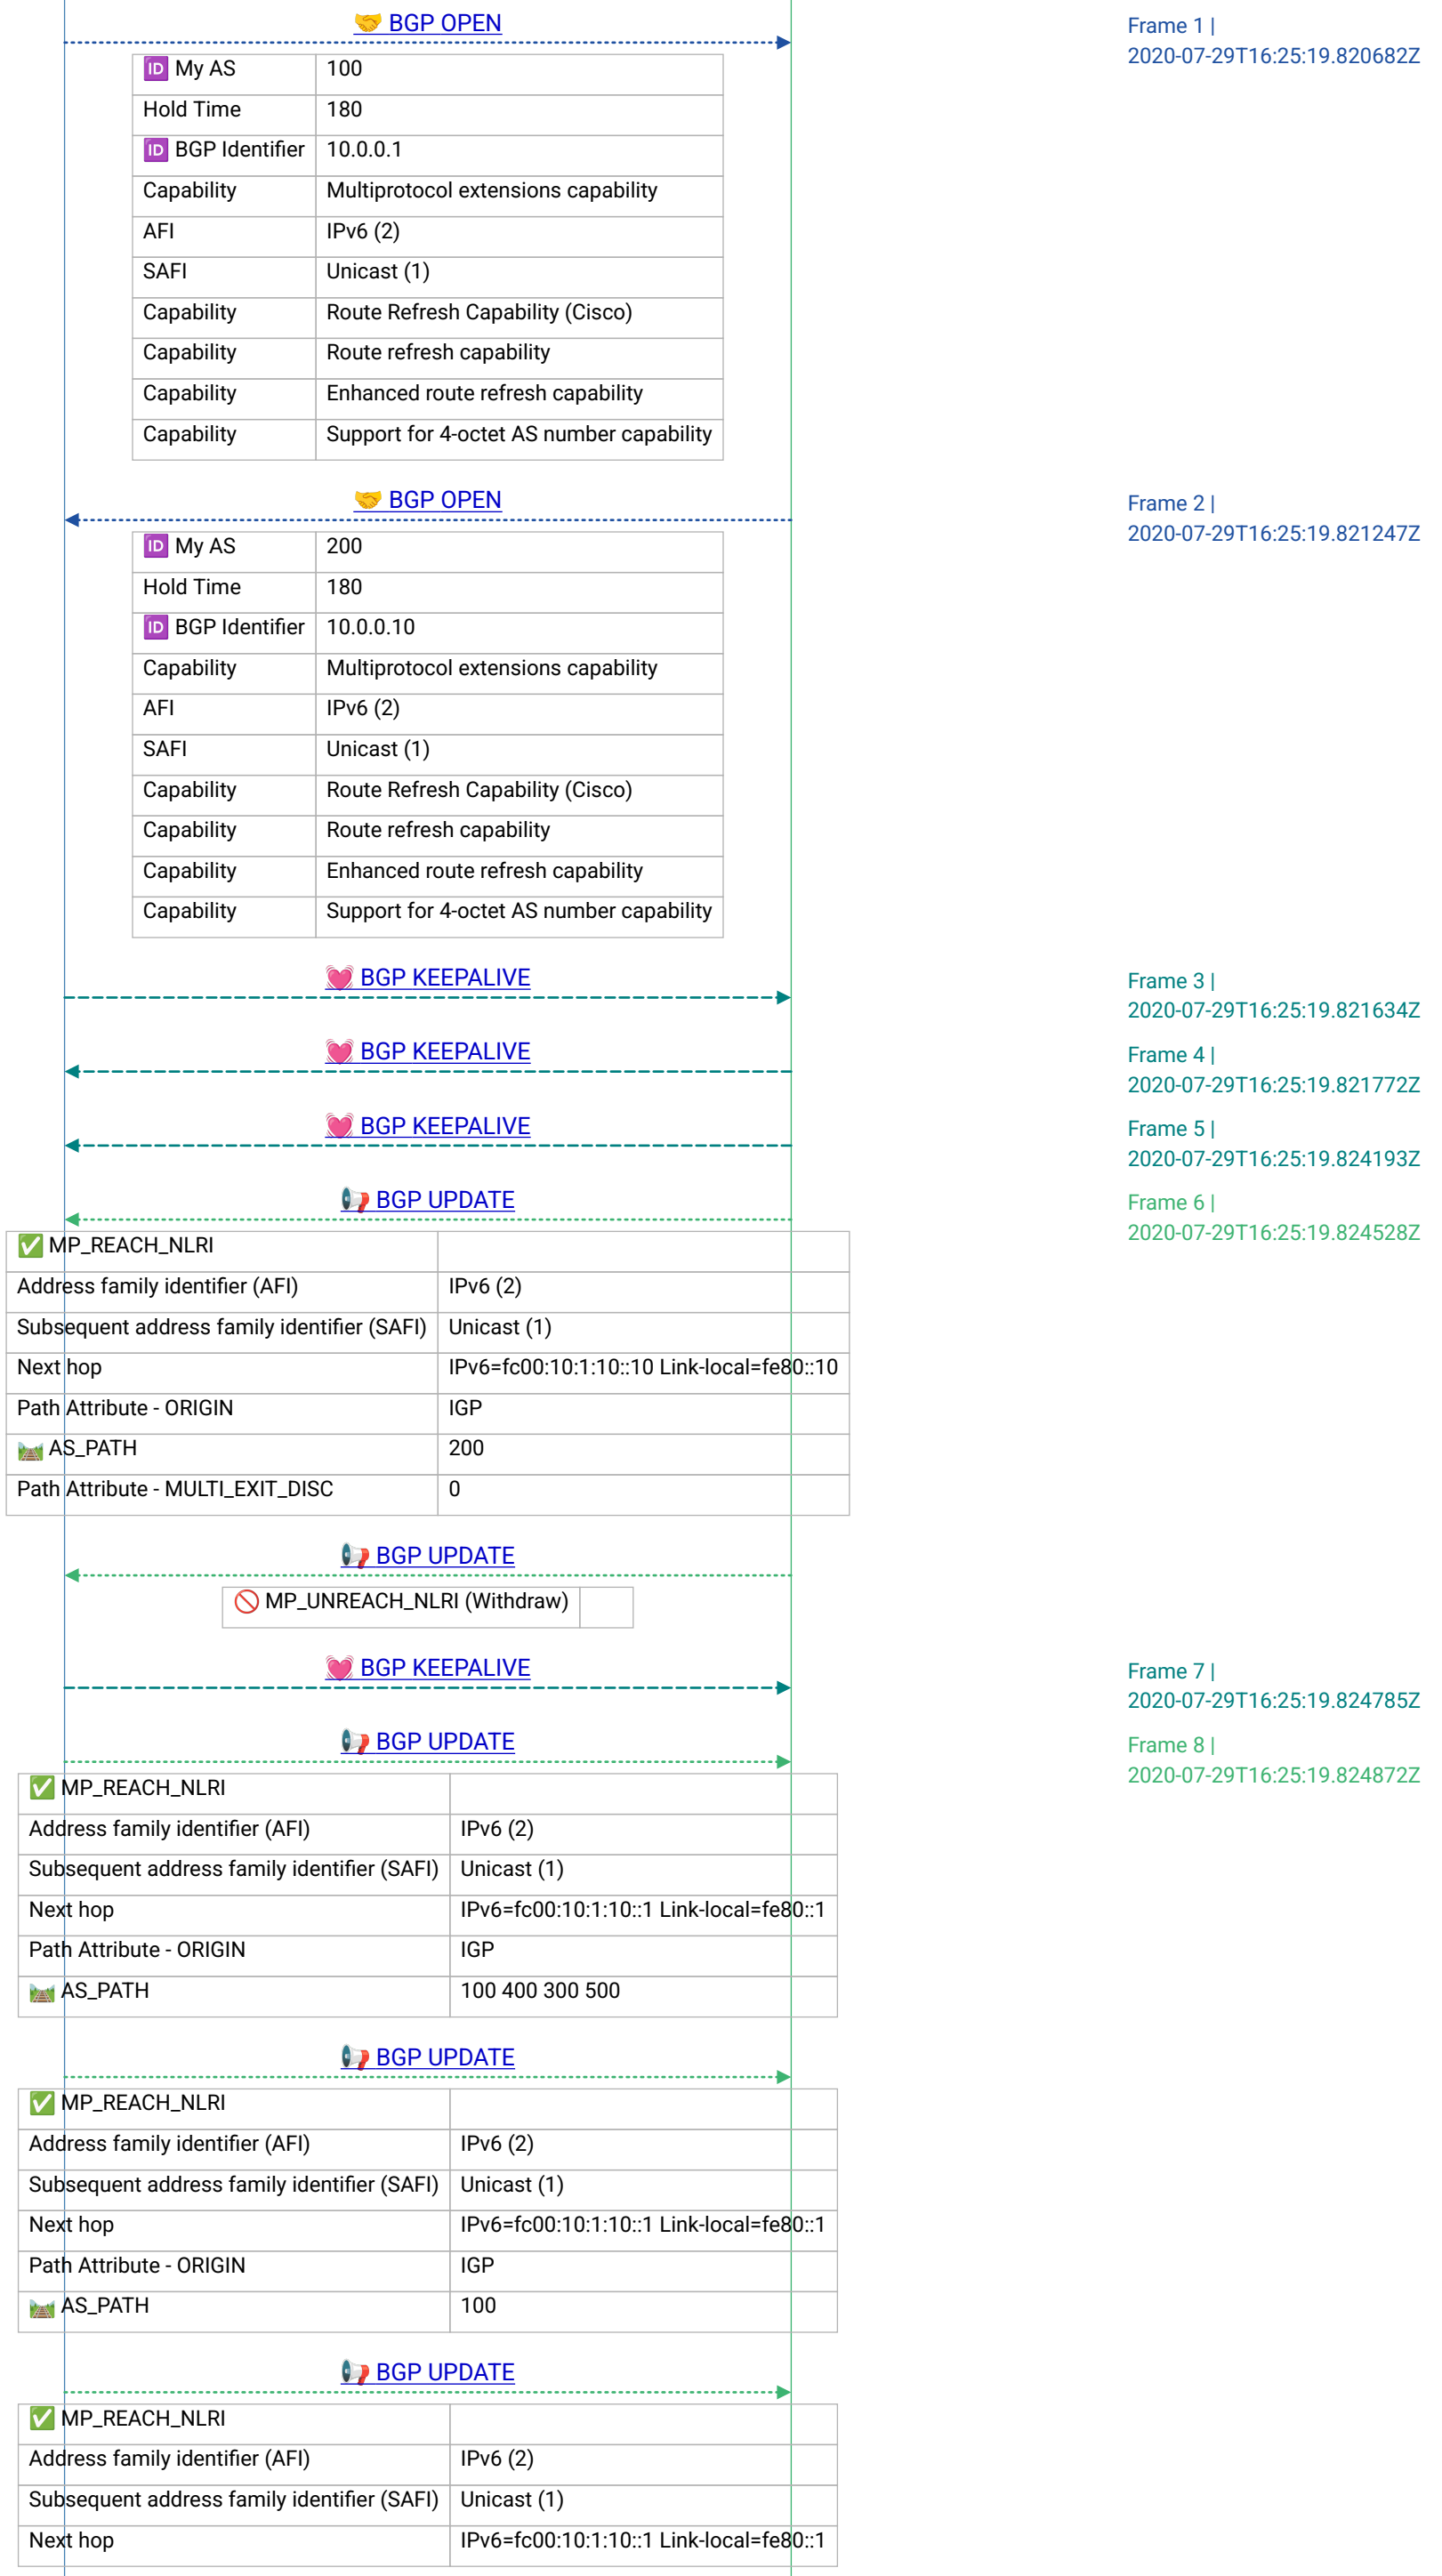 🤝 BGP OPEN
Frame 1 |
2020-07-29T16:25:19.820682Z
🆔 My AS 100
Hold Time 180
🆔 BGP Identifier 10.0.0.1
Capability Multiprotocol extensions capability
AFI IPv6 (2)
SAFI Unicast (1)
Capability Route Refresh Capability (Cisco)
Capability Route refresh capability
Capability Enhanced route refresh capability
Capability Support for 4-octet AS number capability
🤝 BGP OPEN
Frame 2 |
2020-07-29T16:25:19.821247Z
🆔 My AS 200
Hold Time 180
🆔 BGP Identifier 10.0.0.10
Capability Multiprotocol extensions capability
AFI IPv6 (2)
SAFI Unicast (1)
Capability Route Refresh Capability (Cisco)
Capability Route refresh capability
Capability Enhanced route refresh capability
Capability Support for 4-octet AS number capability
💓 BGP KEEPALIVE
Frame 3 |
2020-07-29T16:25:19.821634Z
💓 BGP KEEPALIVE
Frame 4 |
2020-07-29T16:25:19.821772Z
💓 BGP KEEPALIVE
Frame 5 |
2020-07-29T16:25:19.824193Z
📢 BGP UPDATE
Frame 6 |
2020-07-29T16:25:19.824528Z
✅ MP_REACH_NLRI
Address family identifier (AFI) IPv6 (2)
Subsequent address family identifier (SAFI) Unicast (1)
Next hop IPv6=fc00:10:1:10::10 Link-local=fe80::10
Path Attribute - ORIGIN IGP
🛤️ AS_PATH 200
Path Attribute - MULTI_EXIT_DISC 0
📢 BGP UPDATE
🚫 MP_UNREACH_NLRI (Withdraw)
💓 BGP KEEPALIVE
Frame 7 |
2020-07-29T16:25:19.824785Z
📢 BGP UPDATE
Frame 8 |
2020-07-29T16:25:19.824872Z
✅ MP_REACH_NLRI
Address family identifier (AFI) IPv6 (2)
Subsequent address family identifier (SAFI) Unicast (1)
Next hop IPv6=fc00:10:1:10::1 Link-local=fe80::1
Path Attribute - ORIGIN IGP
🛤️ AS_PATH 100 400 300 500
📢 BGP UPDATE
✅ MP_REACH_NLRI
Address family identifier (AFI) IPv6 (2)
Subsequent address family identifier (SAFI) Unicast (1)
Next hop IPv6=fc00:10:1:10::1 Link-local=fe80::1
Path Attribute - ORIGIN IGP
🛤️ AS_PATH 100
📢 BGP UPDATE
✅ MP_REACH_NLRI
Address family identifier (AFI) IPv6 (2)
Subsequent address family identifier (SAFI) Unicast (1)
Next hop IPv6=fc00:10:1:10::1 Link-local=fe80::1